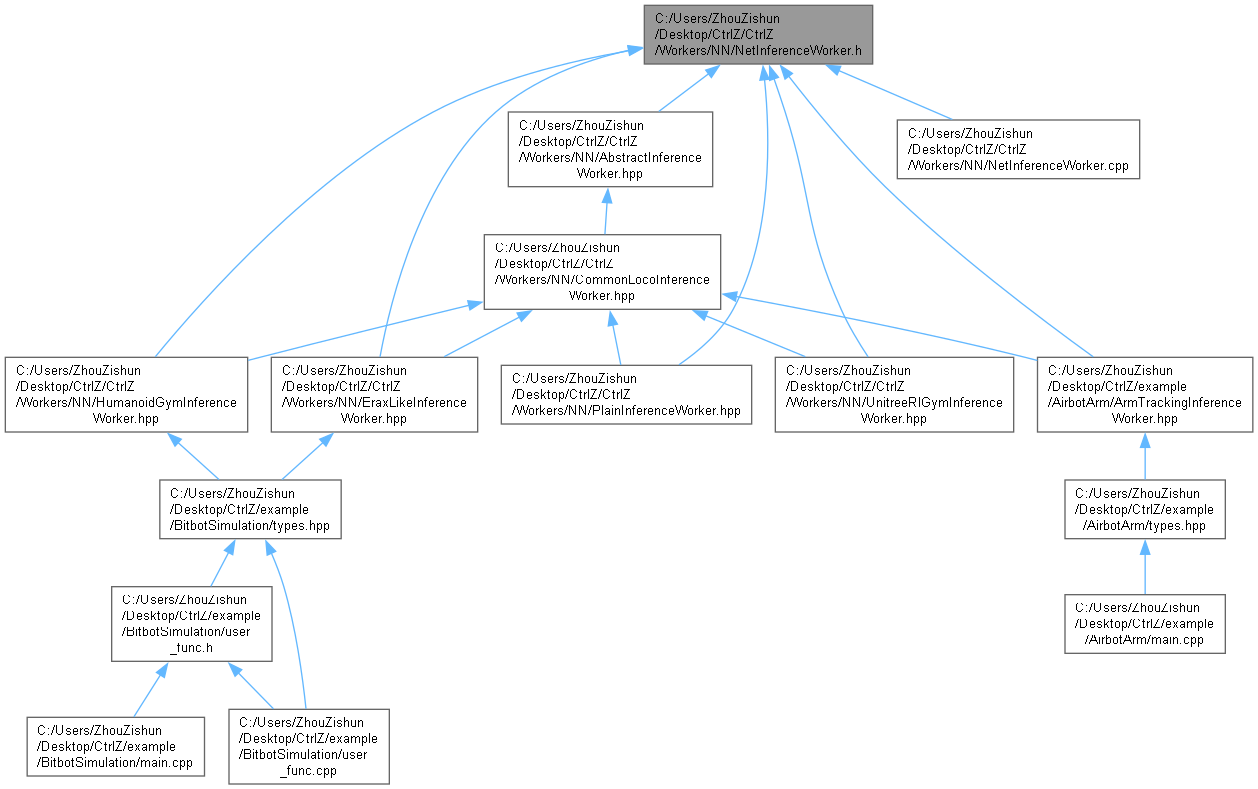 C:/Users/ZhouZishun
/Desktop/CtrlZ/CtrlZ
/Workers/NN/NetInferenceWorker.h
C:/Users/ZhouZishun
/Desktop/CtrlZ/CtrlZ
/Workers/NN/AbstractInference
Worker.hpp
C:/Users/ZhouZishun
/Desktop/CtrlZ/CtrlZ
/Workers/NN/NetInferenceWorker.cpp
C:/Users/ZhouZishun
/Desktop/CtrlZ/CtrlZ
/Workers/NN/CommonLocoInference
Worker.hpp
C:/Users/ZhouZishun
/Desktop/CtrlZ/CtrlZ
/Workers/NN/HumanoidGymInference
Worker.hpp
C:/Users/ZhouZishun
/Desktop/CtrlZ/CtrlZ
/Workers/NN/EraxLikeInference
Worker.hpp
C:/Users/ZhouZishun
/Desktop/CtrlZ/CtrlZ
/Workers/NN/PlainInferenceWorker.hpp
C:/Users/ZhouZishun
/Desktop/CtrlZ/CtrlZ
/Workers/NN/UnitreeRlGymInference
Worker.hpp
C:/Users/ZhouZishun
/Desktop/CtrlZ/example
/AirbotArm/ArmTrackingInference
Worker.hpp
C:/Users/ZhouZishun
/Desktop/CtrlZ/example
/BitbotSimulation/types.hpp
C:/Users/ZhouZishun
/Desktop/CtrlZ/example
/AirbotArm/types.hpp
C:/Users/ZhouZishun
/Desktop/CtrlZ/example
/BitbotSimulation/user
_func.h
C:/Users/ZhouZishun
/Desktop/CtrlZ/example
/AirbotArm/main.cpp
C:/Users/ZhouZishun
/Desktop/CtrlZ/example
/BitbotSimulation/main.cpp
C:/Users/ZhouZishun
/Desktop/CtrlZ/example
/BitbotSimulation/user
_func.cpp